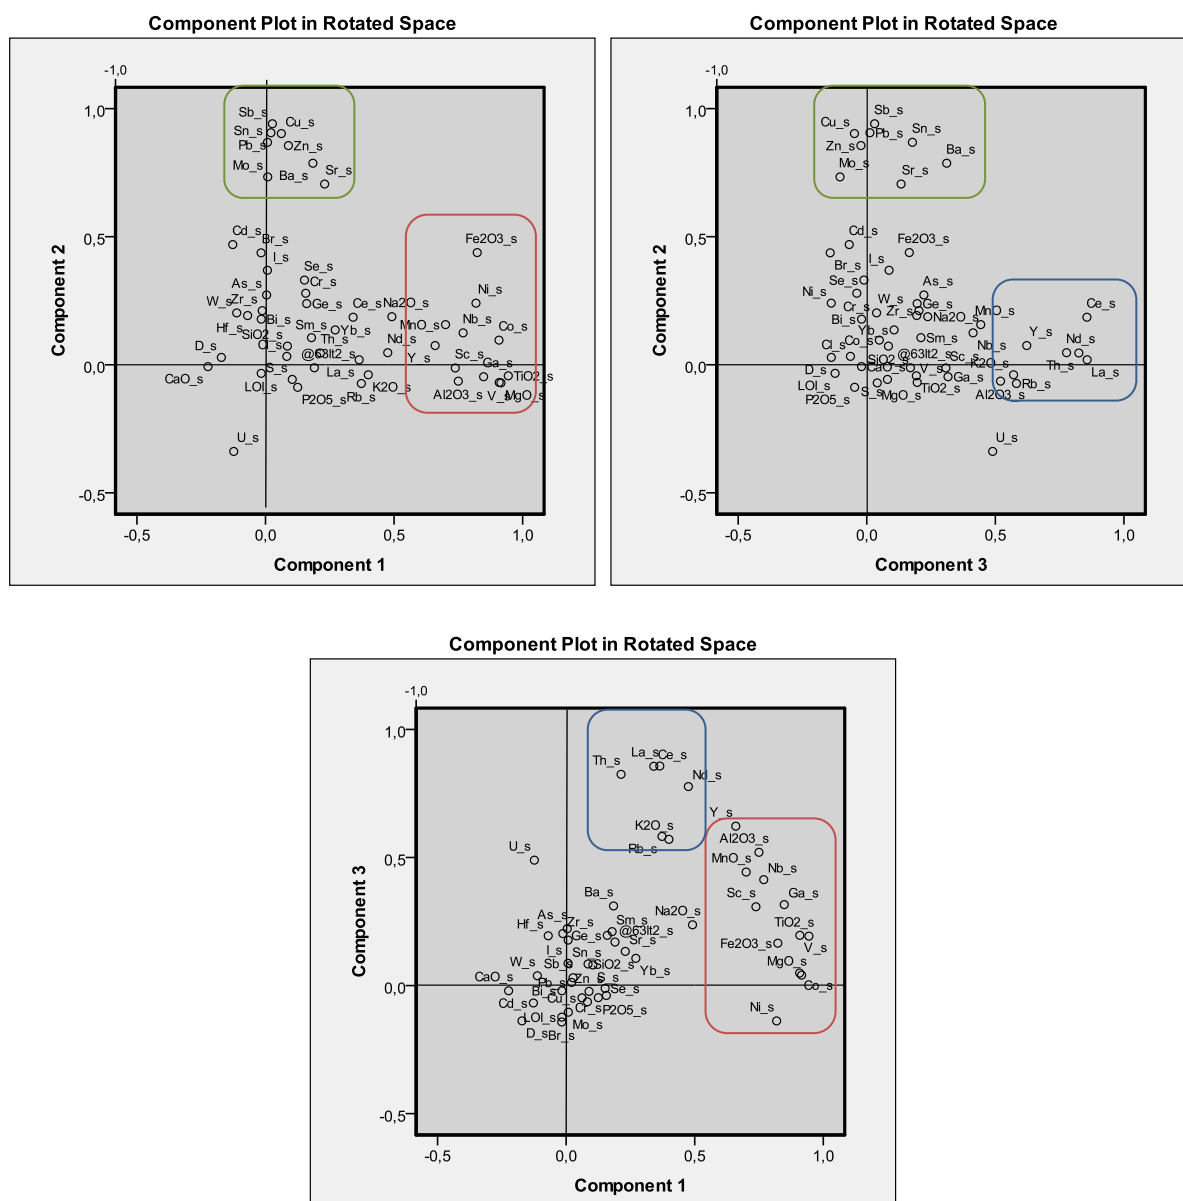 Component Plot in Rotated Space
-1,0
1,0
0,5
0,0
-0,5
Component 2
Sb_s
Cu_s
Sn_s
Pb_s
Zn_s
Mo_s
Ba_s
Sr_s
Cd_s
Br_s
I_s
Fe2O3_s
As_s
Se_s
Cr_s
Ni_s
W_s
Zr_s
Ge_s
Ce_s
Na2O_s
Hf_s
Bi_s
Sm_s
Yb_s
MnO_s
Nb_s
Co_s
SiO2_s
Th_s
Nd_s
D_s
@63lt2_s
Y_s
Sc_s
Ga_s
CaO_s
S_s
La_s
TiO2_s
LOI_s
P2O5_s
Rb_s
K2O_s
Al2O3_s
V_s
MgO_s
U_s
-0,5
0,0
0,5
1,0
Component 1
Component Plot in Rotated Space
-1,0
1,0
0,5
0,0
-0,5
Component 2
Sb_s
Cu_s
Pb_s
Sn_s
Zn_s
Ba_s
Mo_s
Sr_s
Cd_s
Fe2O3_s
Br_s
I_s
Ni_s
As_s
Cr_s
W_s
Ge_s
Zr_s
Na2O_s
MnO_s
Ce_s
Bi_s
Yb_s
Sm_s
Nb_s
Y_s
Nd_s
Cl_s
Co_s
@63lt2_s
Sc_s
D_s
SiO2_s
CaO_s
V_s
K2O_s
Th_s
La_s
LOI_s
S_s
MgO_s
TiO2_s
Ga_s
Al2O3_s
Rb_s
P2O5_s
U_s
-0,5
0,0
0,5
1,0
Component 3
Component Plot in Rotated Space
-1,0
1,0
0,5
0,0
-0,5
Component 3
La_s
Ce_s
Th_s
Nd_s
Y_s
K2O_s
Rb_s
Al2O3_s
U_s
MnO_s
Nb_s
Ba_s
Sc_s
Ga_s
As_s
Zr_s
Na2O_s
Hf_s
Ge_s
Sm_s
@63lt2_s
TiO2_s
I_s
Sn_s
Sr_s
Fe2O3_s
V_s
W_s
Sb_s
SiO2_s
Yb_s
MgO_s
CaO_s
Pb_s
Zn_s
S_s
Co_s
Bi_s
Cu_s
Se_s
Cd_s
Cr_s
P2O5_s
Ni_s
LOI_s
Mo_s
D_s
Br_s
-0,5
0,0
0,5
1,0
Component 1